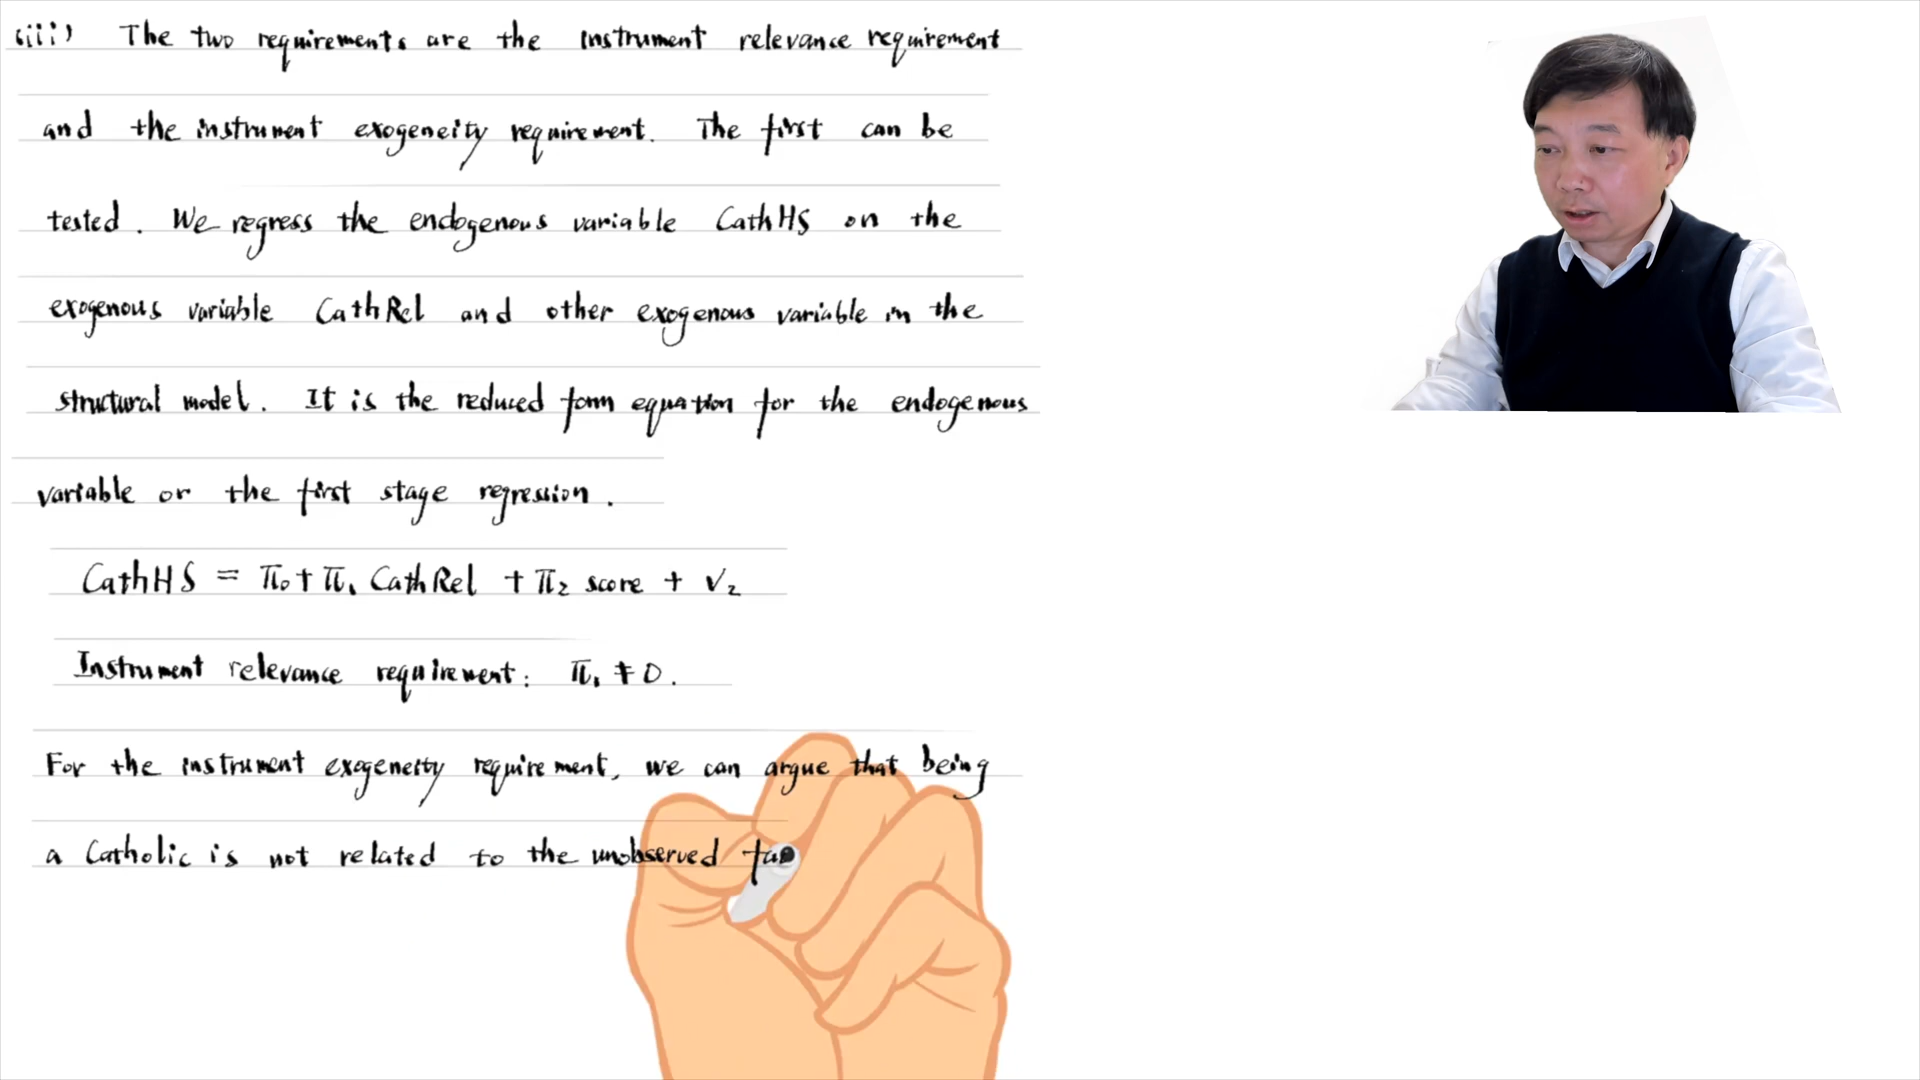 (iii) The two requirements are the instrument relevance requirement
and the instrument exogeneity requirement. The first can be
tested. We regress the endogenous variable CathHS on the
exogenous variable CathRel and other exogenous variable in the
structural model. It is the reduced form equation for the endogenous
variable or the first stage regression.
CathHS = π₀ + π₁ CathRel + π₂ score + v₂
Instrument relevance requirement: π₁ ≠ 0.
For the instrument exogeneity requirement, we can argue that being
a Catholic is not related to the unobserved